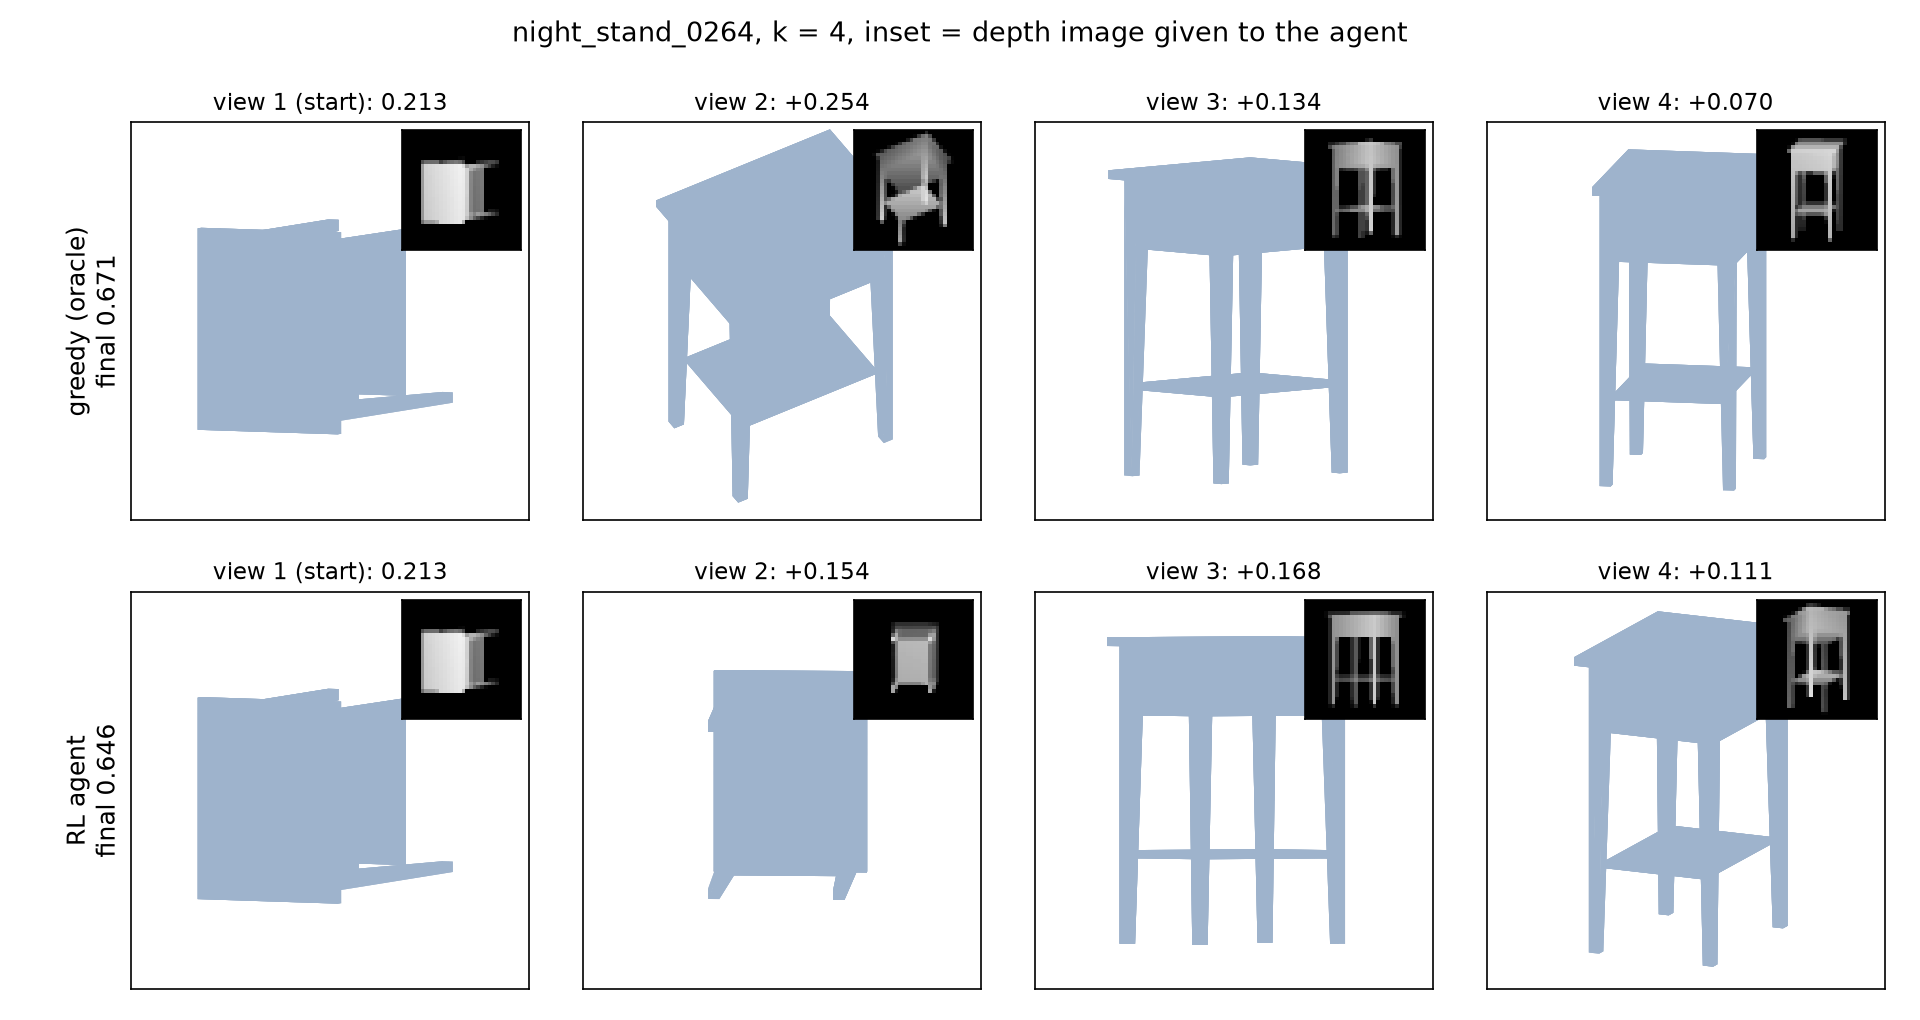 night_stand_0264, k = 4, inset = depth image given to the agent
view 1 (start): 0.213
view 2: +0.254
view 3: +0.134
view 4: +0.070
greedy (oracle)
final 0.671
view 1 (start): 0.213
view 2: +0.154
view 3: +0.168
view 4: +0.111
RL agent
final 0.646